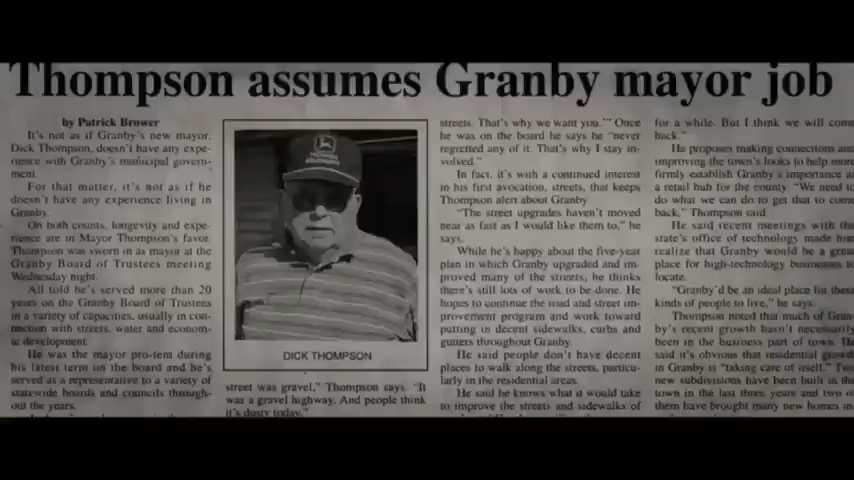 Thompson assumes Granby mayor job
by Patrick Brower
It's not as if Granby's new mayor,
Dick Thompson, doesn't have any expe-
rience with Granby's municipal govern-
ment.
For that matter, it's not as if he
doesn't have any experience living in
Granby.
On both counts, longevity and expe-
rience are in Mayor Thompson's favor.
Thompson was sworn on as mayor at the
Granby Board of Trustees meeting
Wednesday night.
All told he's served more than 20
years on the Granby Board of Trustees
in a variety of capacities, usually in con-
nection with streets, water and econom-
ic development.
He was the mayor pro-tem during
his latest term on the board and he's
served as a representative to a variety of
statewide boards and councils through-
out the years.
DICK THOMPSON
street was gravel," Thompson says. "It
was a gravel highway. And people think
it's dusty today."
streets. That's why we want you.'" Once
he was on the board he says he "never
regretted any of it. That's why I stay in-
volved."
In fact, it's with a continued interest
in his first avocation, streets, that keeps
Thompson alert about Granby
"The street upgrades haven't moved
near as fast as I would like them to," he
says.
While he's happy about the five-year
plan in which Granby upgraded and im-
proved many of the streets, he thinks
there's still lots of work to be done. He
hopes to continue the road and street im-
provement program and work toward
putting in decent sidewalks, curbs and
gutters throughout Granby.
He said people don't have decent
places to walk along the streets, particu-
larly in the residential areas.
He said he knows what it would take
to improve the streets and sidewalks of
for a while. But I think we will come
back."
He proposes making connections and
improving the town's looks to help more
firmly establish Granby's importance as
a retail hub for the county. "We need to
do what we can do to get that to come
back," Thompson said.
He said recent meetings with the
state's office of technology made him
realize that Granby would be a great
place for high-technology businesses to
locate.
"Granby'd be an ideal place for these
kinds of people to live," he says.
Thompson noted that much of Gran-
by's recent growth hasn't necessarily
been in the business part of town. He
said it's obvious that residential growth
in Granby is "taking care of itself." Two
new subdivisions have been built in the
town in the last three years and two of
them have brought many new homes in-